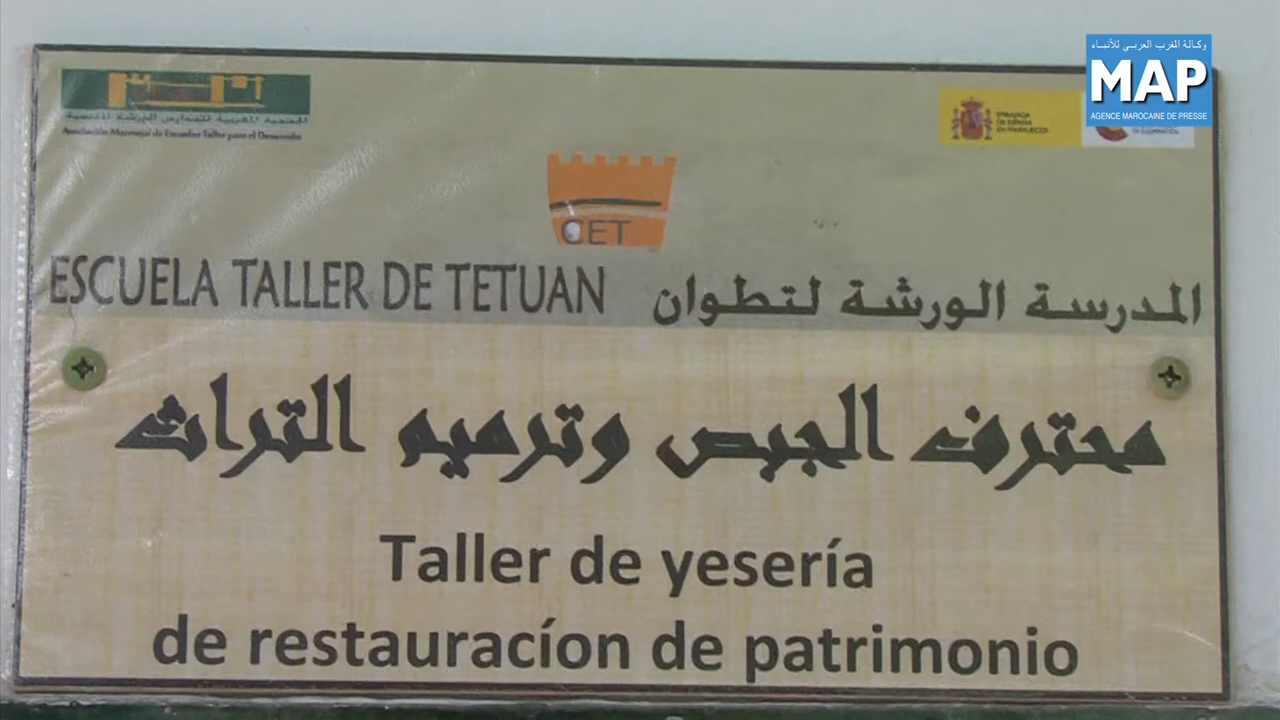 وكالة المغرب العربي للأنباء
MAP
AGENCE MAROCAINE DE PRESSE
الجمعية المغربية للمدارس الورشة للتنمية
Asociación Marroquí de Escuelas Taller para el Desarrollo
EMBAJADA
DE ESPAÑA
EN MARRUECOS
CET
ESCUELA TALLER DE TETUAN
المدرسة الورشة لتطوان
محترف الجبص وترميم التراث
Taller de yesería
de restauracíon de patrimonio